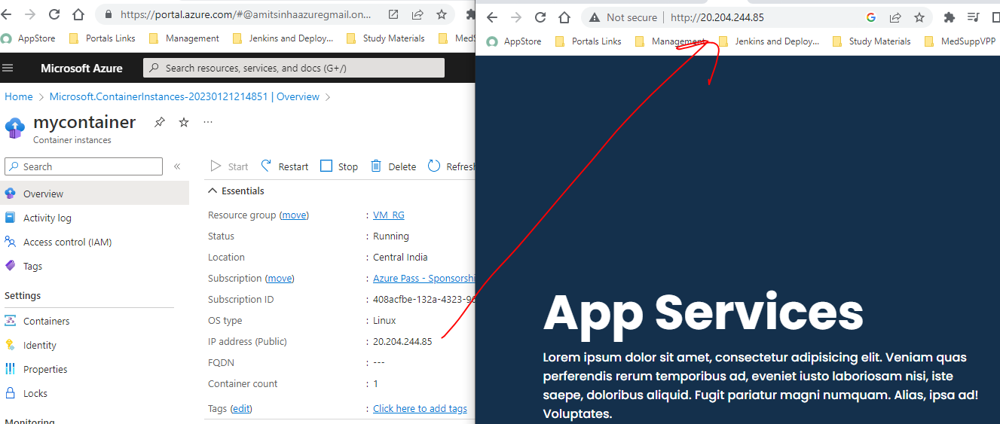 https://portal.azure.com/#@amitsinhaazuregmail.on...
AppStore Portals Links Management Jenkins and Deploy... Study Materials
Microsoft Azure Search resources, services, and docs (G+/)
Home > Microsoft.ContainerInstances-20230121214851 | Overview >
mycontainer ...
Container instances
Search «
Start Restart Stop Delete Refresh
Overview
Activity log
Access control (IAM)
Tags
Settings
Containers
Identity
Properties
Locks
Monitoring
Essentials
Resource group (move) : VM_RG
Status : Running
Location : Central India
Subscription (move) : Azure Pass - Sponsorshi
Subscription ID : 408acfbe-132a-4323-9
OS type : Linux
IP address (Public) : 20.204.244.85
FQDN : ---
Container count : 1
Tags (edit) : Click here to add tags
Not secure | http://20.204.244.85
AppStore Portals Links Management Jenkins and Deploy... Study Materials MedSuppVPP
App Services
Lorem ipsum dolor sit amet, consectetur adipisicing elit. Veniam quas
perferendis rerum temporibus ad, eveniet iusto laboriosam nisi, iste
saepe, doloribus aliquid. Fugit pariatur magni numquam. Alias, ipsa ad!
Voluptates.